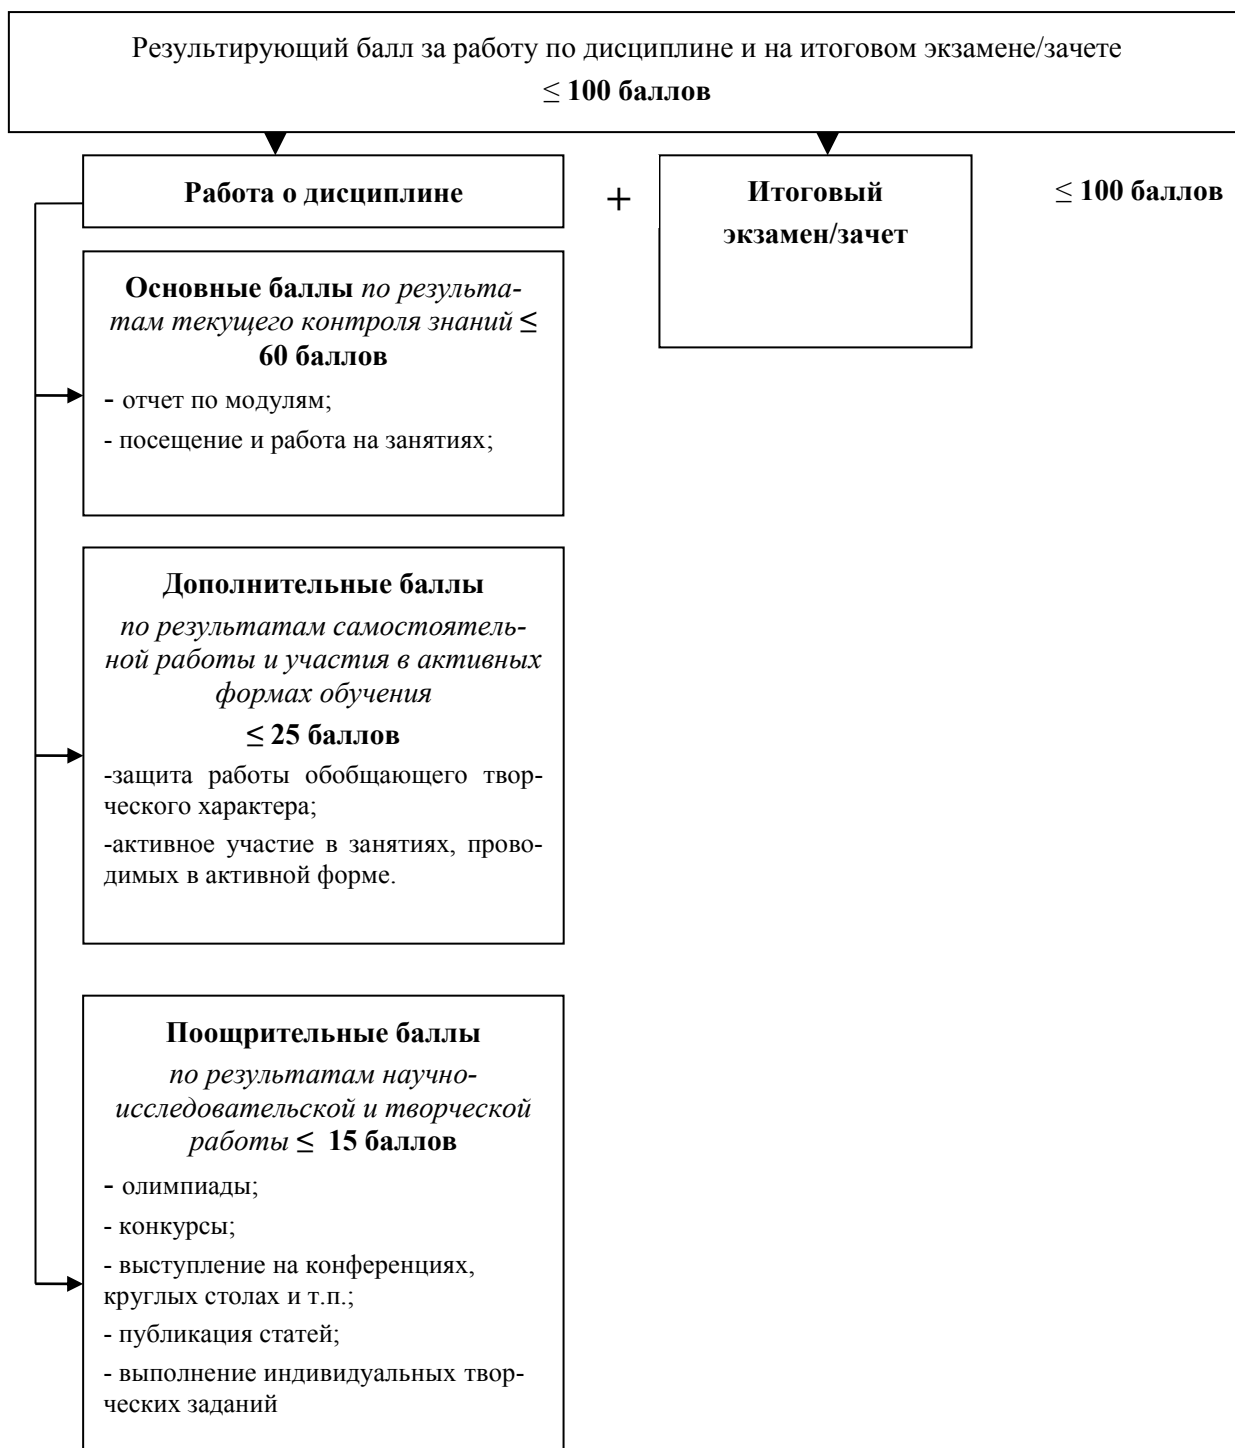 Результирующий балл за работу по дисциплине и на итоговом экзамене/зачете
≤ 100 баллов
Работа о дисциплине
+
Итоговый
экзамен/зачет
≤ 100 баллов
Основные баллы по результа-
там текущего контроля знаний ≤
60 баллов
- отчет по модулям;
- посещение и работа на занятиях;
Дополнительные баллы
по результатам самостоятель-
ной работы и участия в активных
формах обучения
≤ 25 баллов
-защита работы обобщающего твор-
ческого характера;
-активное участие в занятиях, прово-
димых в активной форме.
Поощрительные баллы
по результатам научно-
исследовательской и творческой
работы ≤ 15 баллов
- олимпиады;
- конкурсы;
- выступление на конференциях,
круглых столах и т.п.;
- публикация статей;
- выполнение индивидуальных твор-
ческих заданий